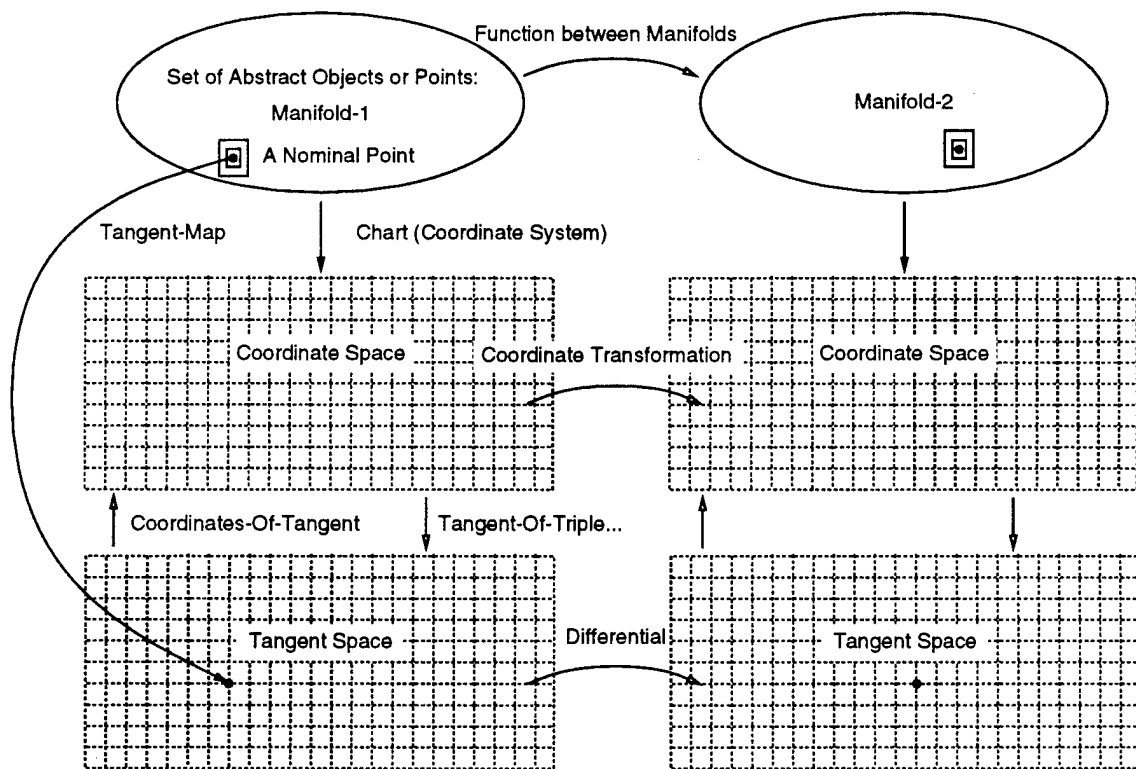 Function between Manifolds
Set of Abstract Objects or Points:
Manifold-1
Manifold-2
A Nominal Point
Tangent-Map
Chart (Coordinate System)
Coordinate Space
Coordinate Transformation
Coordinate Space
Coordinates-Of-Tangent
Tangent-Of-Triple...
Tangent Space
Differential
Tangent Space